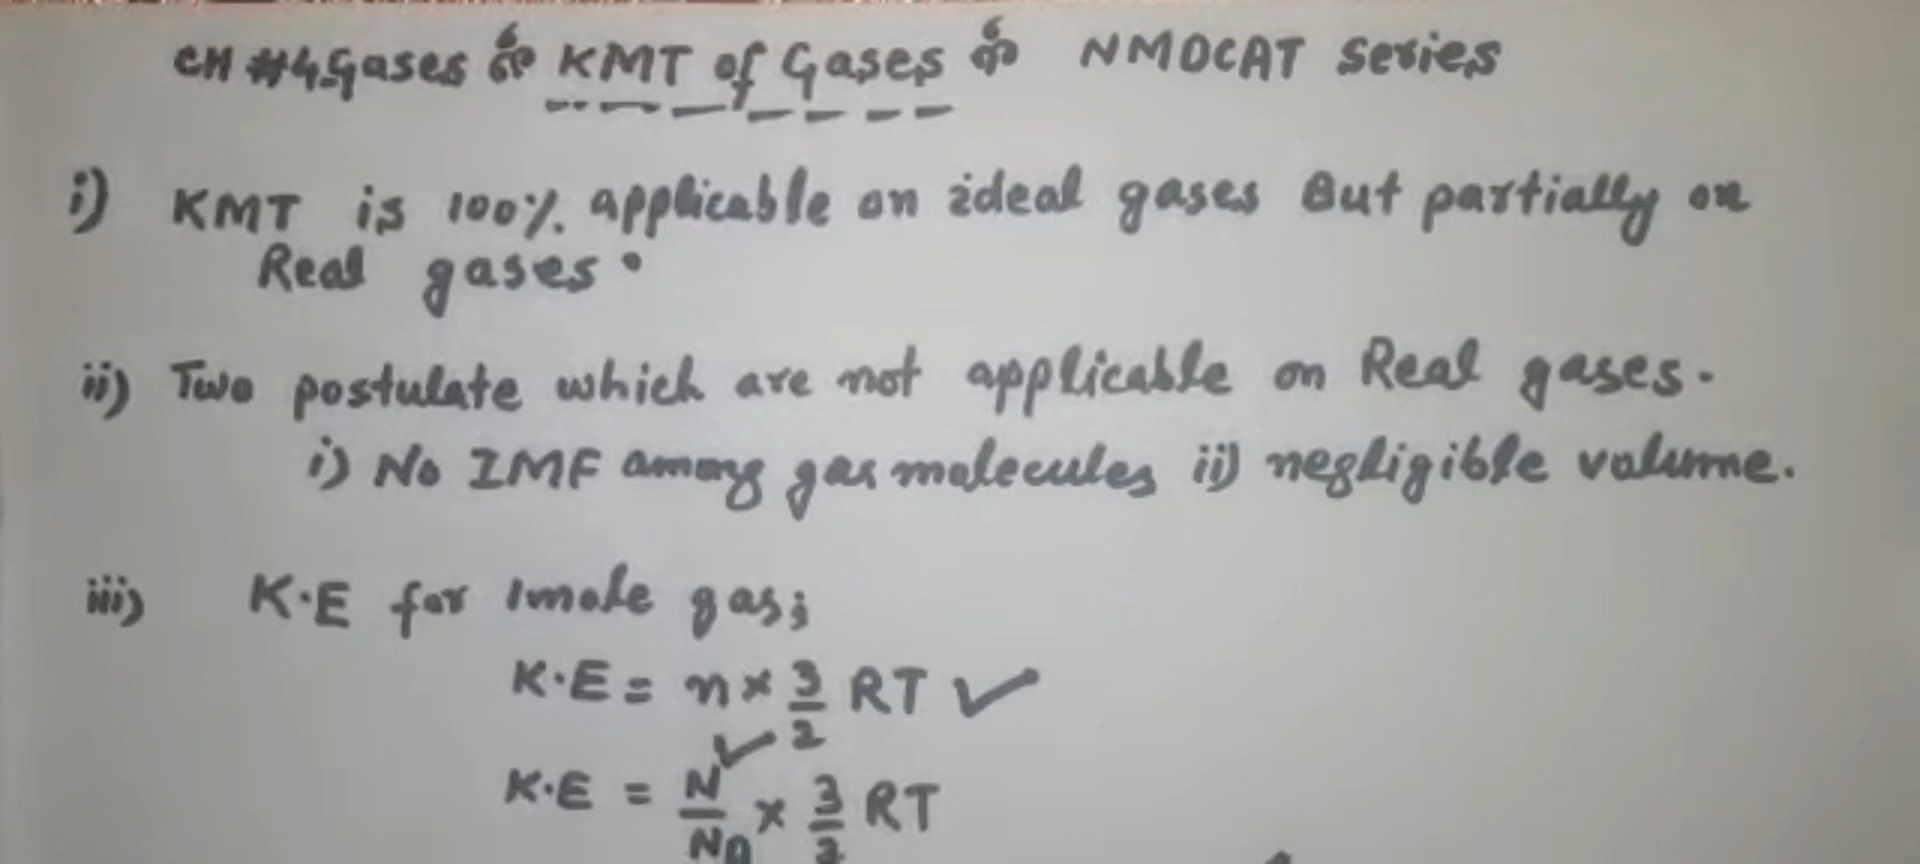 CH #4 Gases KMT of Gases NMDCAT Series
i) KMT is 100% applicable on ideal gases But partially on
Real gases.
ii) Two postulate which are not applicable on Real gases.
i) No IMF among gas molecules ii) negligible volume.
iii) K.E for 1mole gas;
K.E = n × 3/2 RT ✓
K.E = N/NA ✓ × 3/2 RT